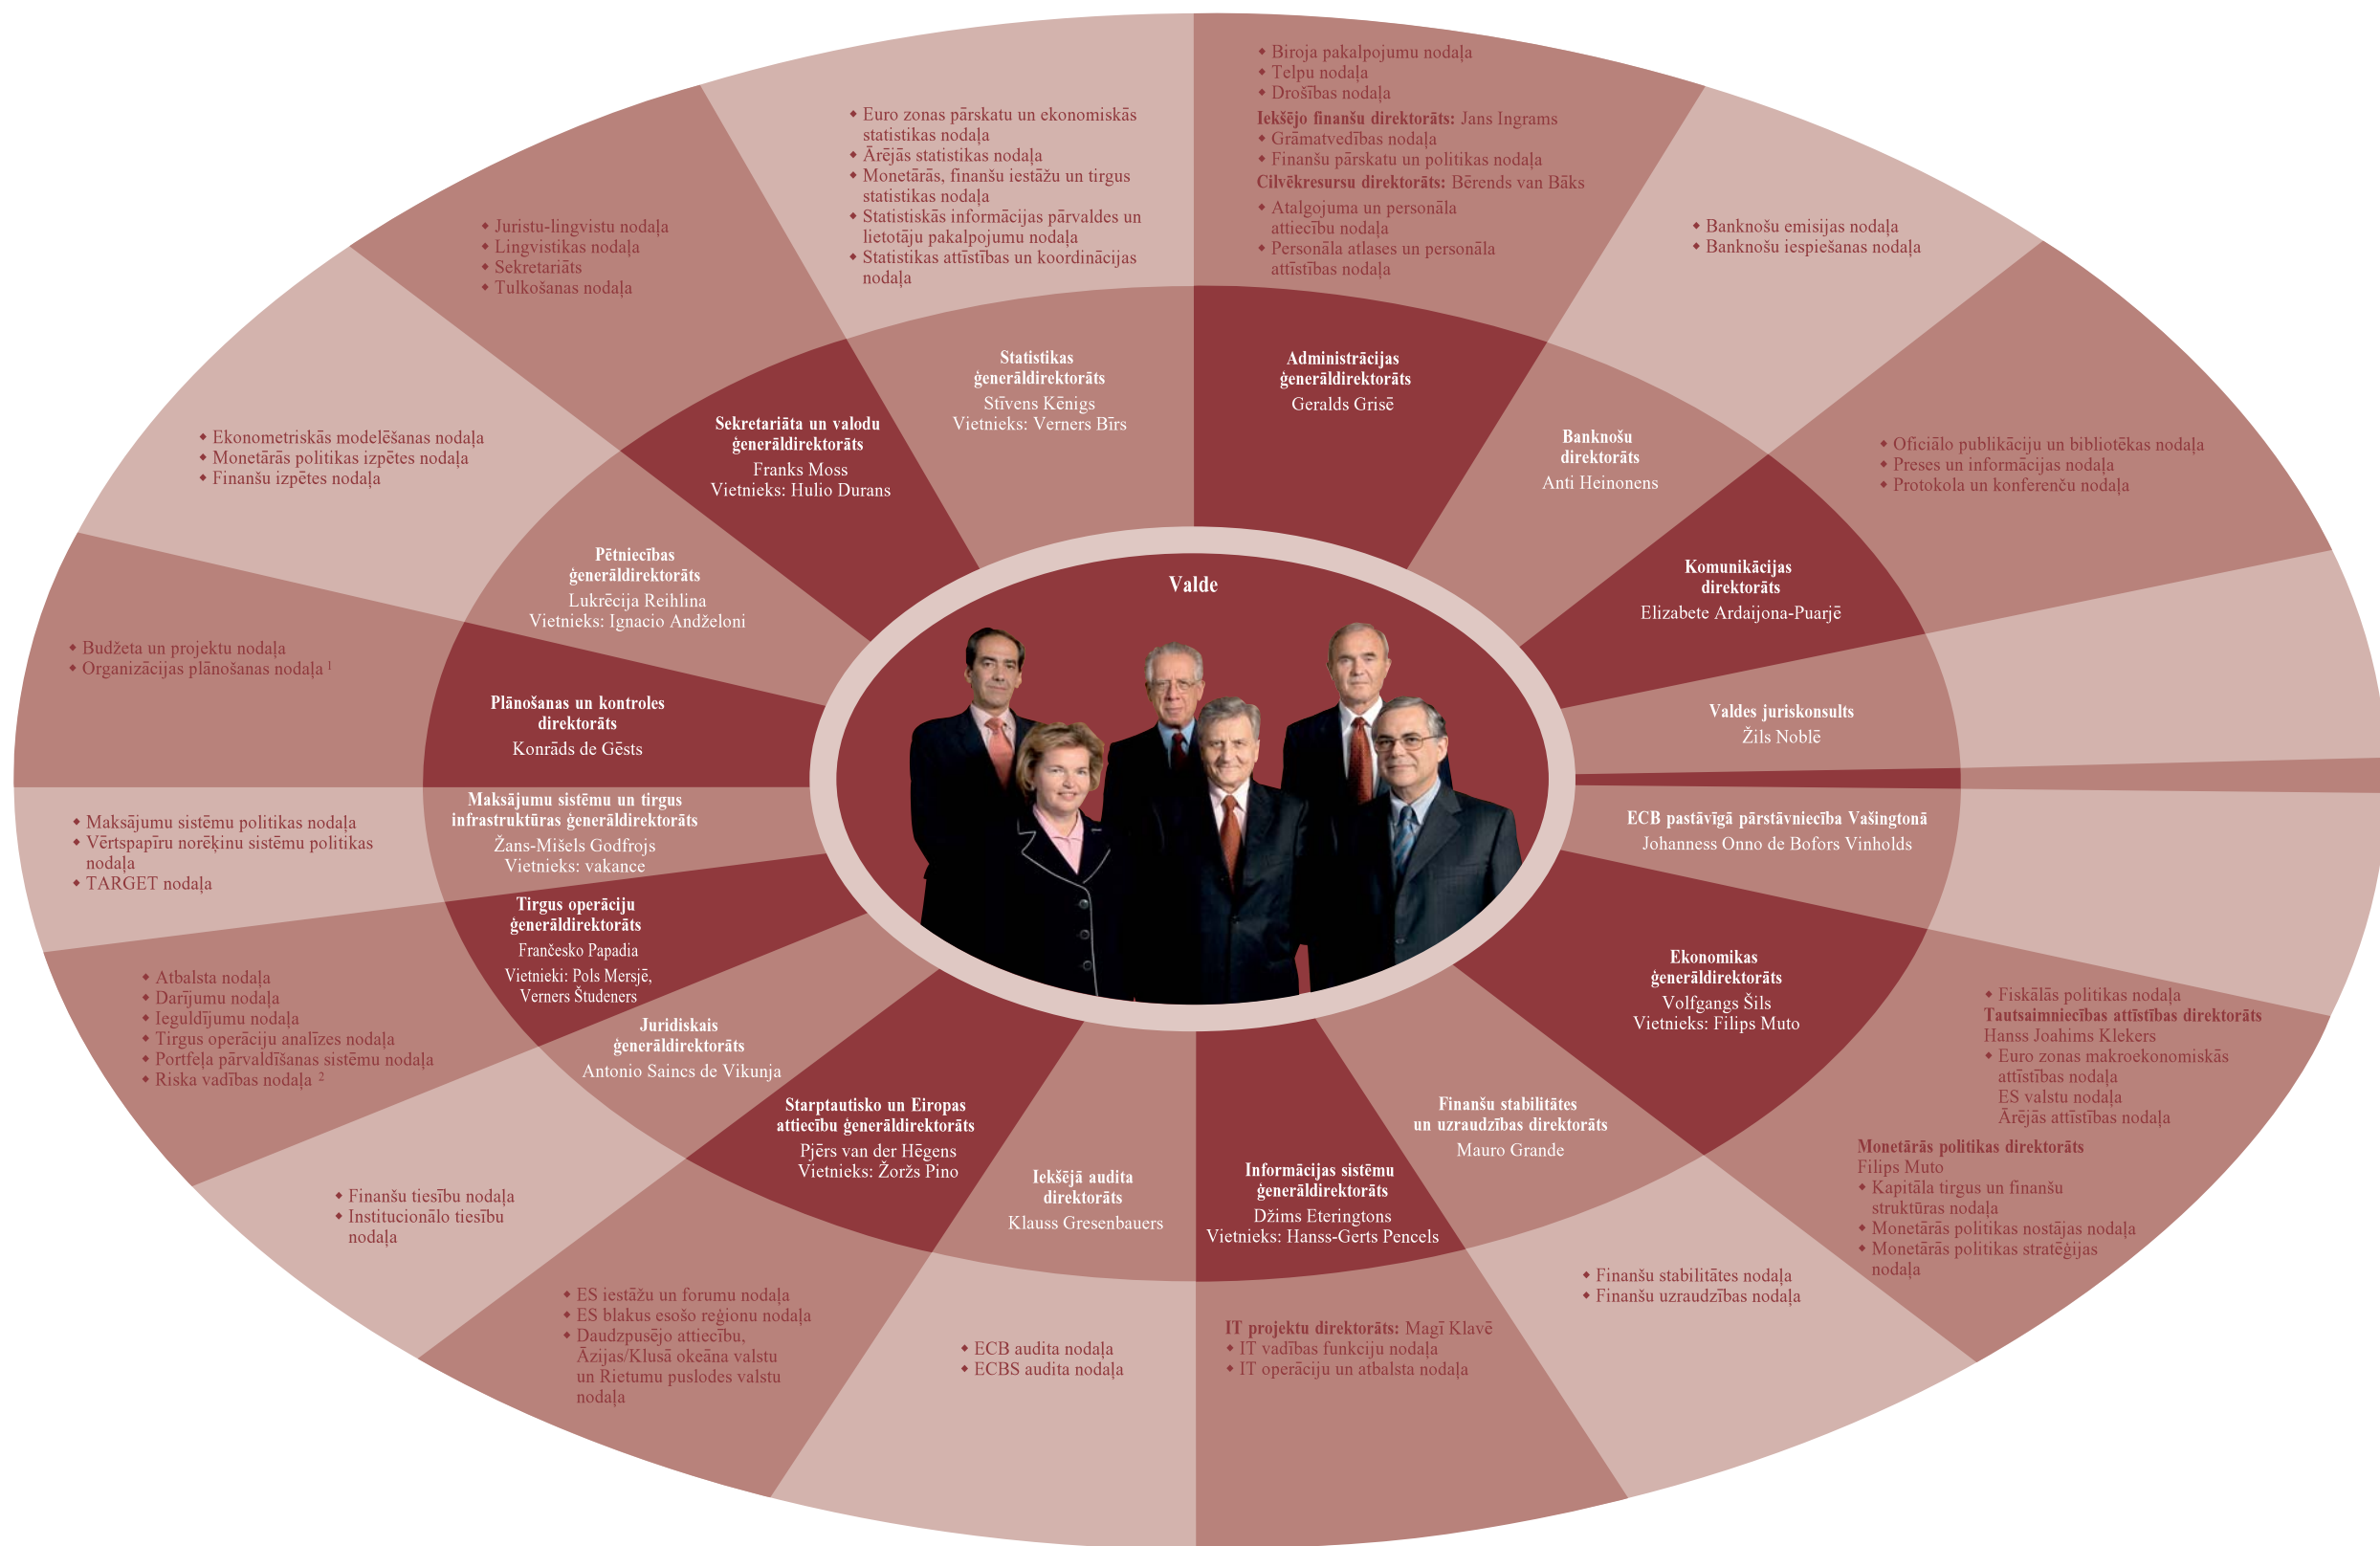 ◆ Biroja pakalpojumu nodaļa
◆ Telpu nodaļa
◆ Drošības nodaļa
Iekšējo finanšu direktorāts: Jans Ingrams
◆ Grāmatvedības nodaļa
◆ Finanšu pārskatu un politikas nodaļa
Cilvēkresursu direktorāts: Bērends van Bāks
◆ Atalgojuma un personāla
attiecību nodaļa
◆ Personāla atlases un personāla
attīstības nodaļa
Administrācijas
ģenerāldirektorāts
Geralds Grisē
◆ Banknošu emisijas nodaļa
◆ Banknošu iespiešanas nodaļa
Banknošu
direktorāts
Anti Heinonens
◆ Oficiālo publikāciju un bibliotēkas nodaļa
◆ Preses un informācijas nodaļa
◆ Protokola un konferenču nodaļa
Komunikācijas
direktorāts
Elizabete Ardaijona-Puarjē
Valdes juriskonsults
Žils Noblē
ECB pastāvīgā pārstāvniecība Vašingtonā
Johanness Onno de Bofors Vinholds
Ekonomikas
ģenerāldirektorāts
Volfgangs Šils
Vietnieks: Filips Muto
◆ Fiskālās politikas nodaļa
Tautsaimniecības attīstības direktorāts
Hanss Joahims Klekers
◆ Euro zonas makroekonomiskās
attīstības nodaļa
ES valstu nodaļa
Ārējās attīstības nodaļa
Monetārās politikas direktorāts
Filips Muto
◆ Kapitāla tirgus un finanšu
struktūras nodaļa
◆ Monetārās politikas nostājas nodaļa
◆ Monetārās politikas stratēģijas
nodaļa
Finanšu stabilitātes
un uzraudzības direktorāts
Mauro Grande
◆ Finanšu stabilitātes nodaļa
◆ Finanšu uzraudzības nodaļa
Informācijas sistēmu
ģenerāldirektorāts
Džims Eteringtons
Vietnieks: Hanss-Gerts Pencels
IT projektu direktorāts: Magī Klavē
◆ IT vadības funkciju nodaļa
◆ IT operāciju un atbalsta nodaļa
Iekšējā audita
direktorāts
Klauss Gresenbauers
◆ ECB audita nodaļa
◆ ECBS audita nodaļa
Starptautisko un Eiropas
attiecību ģenerāldirektorāts
Pjērs van der Hēgens
Vietnieks: Žoržs Pino
◆ ES iestāžu un forumu nodaļa
◆ ES blakus esošo reģionu nodaļa
◆ Daudzpusējo attiecību,
Āzijas/Klusā okeāna valstu
un Rietumu puslodes valstu
nodaļa
Juridiskais
ģenerāldirektorāts
Antonio Saincs de Vikunja
◆ Finanšu tiesību nodaļa
◆ Institucionālo tiesību
nodaļa
Tirgus operāciju
ģenerāldirektorāts
Frančesko Papadia
Vietnieki: Pols Mersjē,
Verners Študeners
◆ Atbalsta nodaļa
◆ Darījumu nodaļa
◆ Ieguldījumu nodaļa
◆ Tirgus operāciju analīzes nodaļa
◆ Portfeļa pārvaldīšanas sistēmu nodaļa
◆ Riska vadības nodaļa 2
Maksājumu sistēmu un tirgus
infrastruktūras ģenerāldirektorāts
Žans-Mišels Godfrojs
Vietnieks: vakance
◆ Maksājumu sistēmu politikas nodaļa
◆ Vērtspapīru norēķinu sistēmu politikas
nodaļa
◆ TARGET nodaļa
Plānošanas un kontroles
direktorāts
Konrāds de Gēsts
◆ Budžeta un projektu nodaļa
◆ Organizācijas plānošanas nodaļa 1
Pētniecības
ģenerāldirektorāts
Lukrēcija Reihlina
Vietnieks: Ignacio Andželoni
◆ Ekonometriskās modelēšanas nodaļa
◆ Monetārās politikas izpētes nodaļa
◆ Finanšu izpētes nodaļa
Sekretariāta un valodu
ģenerāldirektorāts
Franks Moss
Vietnieks: Hulio Durans
◆ Juristu-lingvistu nodaļa
◆ Lingvistikas nodaļa
◆ Sekretariāts
◆ Tulkošanas nodaļa
Statistikas
ģenerāldirektorāts
Stīvens Kēnigs
Vietnieks: Verners Bīrs
◆ Euro zonas pārskatu un ekonomiskās
statistikas nodaļa
◆ Ārējās statistikas nodaļa
◆ Monetārās, finanšu iestāžu un tirgus
statistikas nodaļa
◆ Statistiskās informācijas pārvaldes un
lietotāju pakalpojumu nodaļa
◆ Statistikas attīstības un koordinācijas
nodaļa
Valde